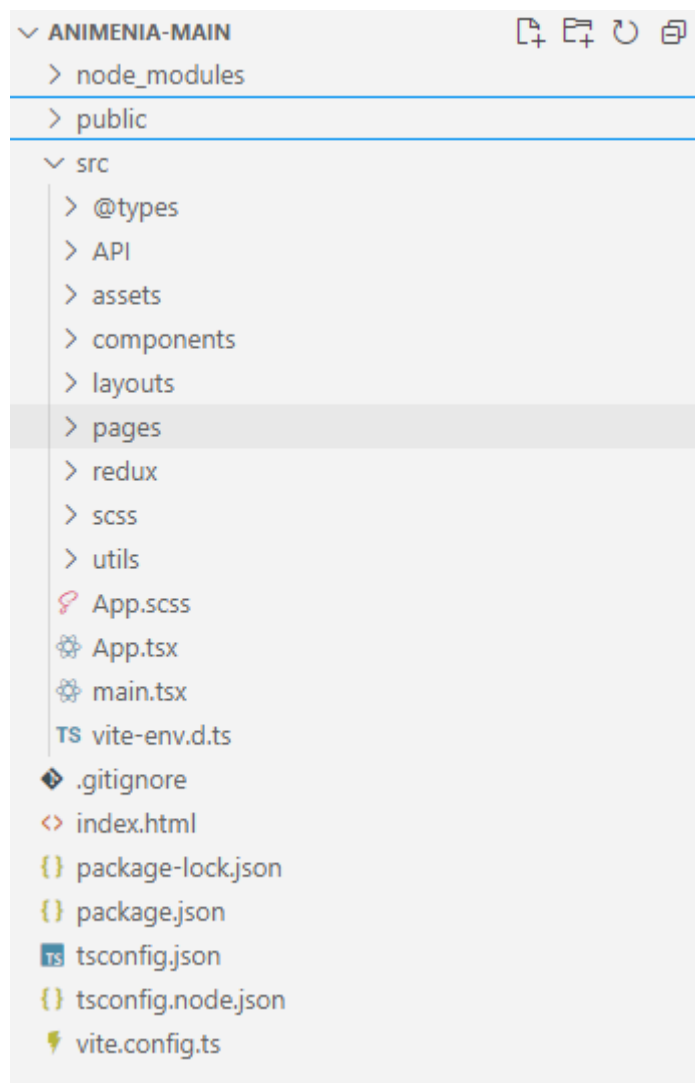 ANIMENIA-MAIN
node_modules
public
src
@types
API
assets
components
layouts
pages
redux
scss
utils
App.scss
App.tsx
main.tsx
TS vite-env.d.ts
.gitignore
index.html
{} package-lock.json
{} package.json
TS tsconfig.json
{} tsconfig.node.json
vite.config.ts